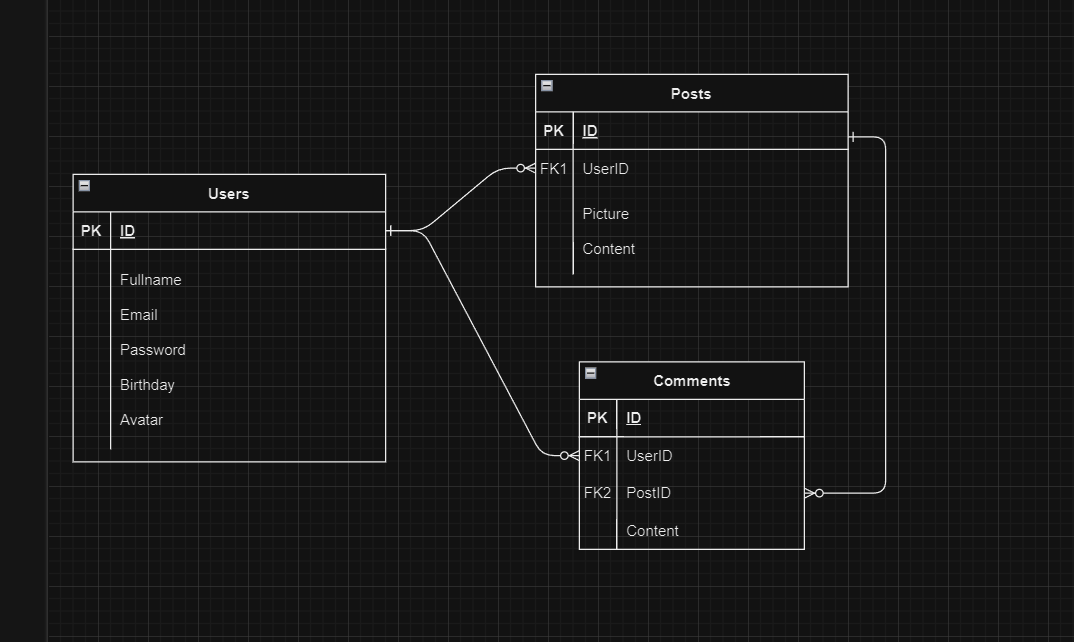 Users
PK ID
Fullname
Email
Password
Birthday
Avatar
Posts
PK ID
FK1 UserID
Picture
Content
Comments
PK ID
FK1 UserID
FK2 PostID
Content